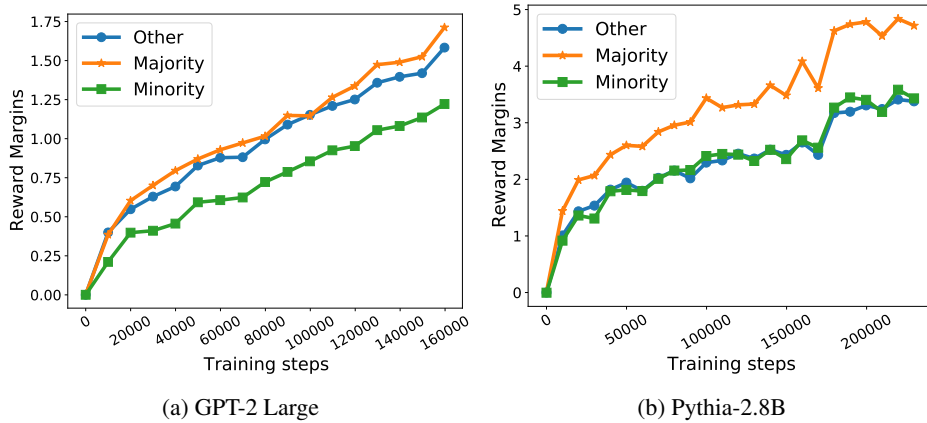 Other
Majority
Minority
Reward Margins
1.75
1.50
1.25
1.00
0.75
0.50
0.25
0.00
0
20000
40000
60000
80000
100000
120000
140000
160000
Training steps
(a) GPT-2 Large
Other
Majority
Minority
Reward Margins
5
4
3
2
1
0
0
50000
100000
150000
200000
Training steps
(b) Pythia-2.8B